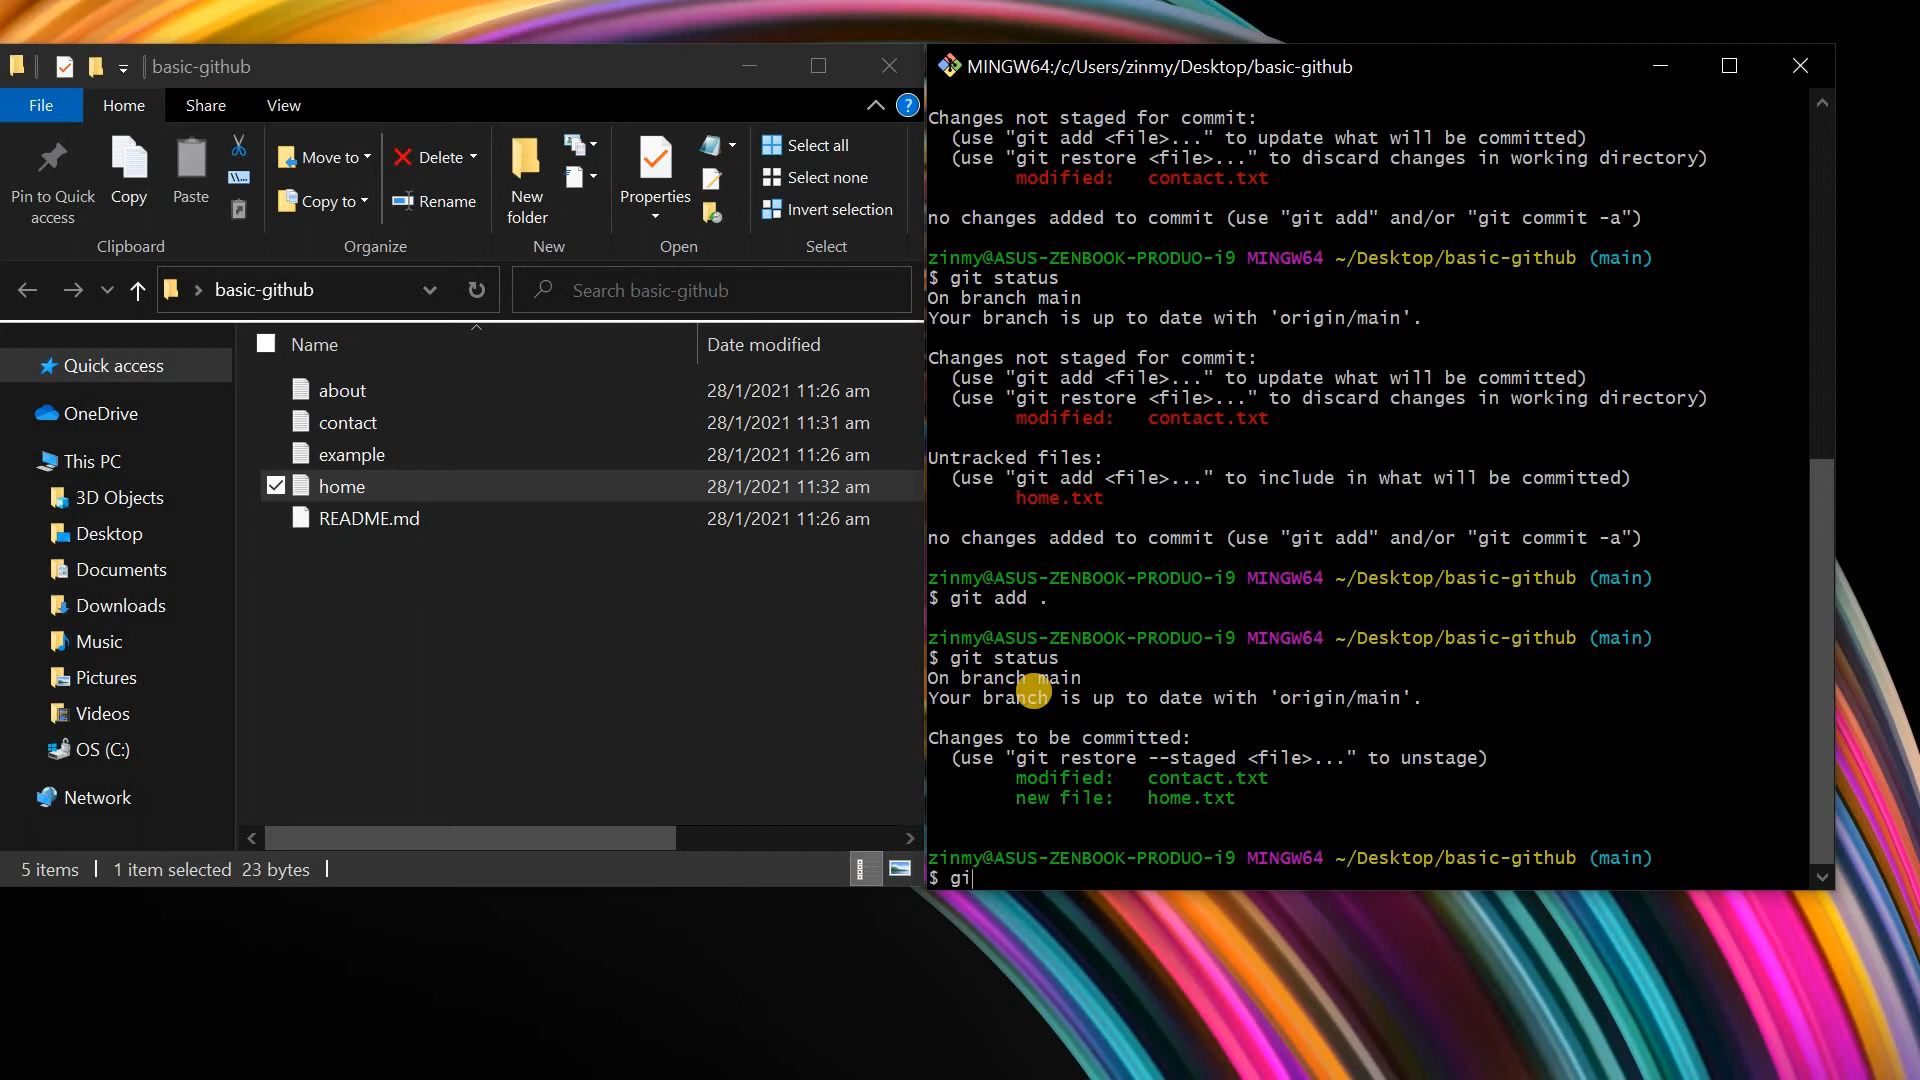 basic-github
File
Home
Share
View
Pin to Quick
access
Copy
Paste
Move to
Copy to
Delete
Rename
New
folder
Properties
Select all
Select none
Invert selection
Clipboard
Organize
New
Open
Select
basic-github
Search basic-github
Quick access
OneDrive
This PC
3D Objects
Desktop
Documents
Downloads
Music
Pictures
Videos
OS (C:)
Network
Name
Date modified
about 28/1/2021 11:26 am
contact 28/1/2021 11:31 am
example 28/1/2021 11:26 am
home 28/1/2021 11:32 am
README.md 28/1/2021 11:26 am
5 items
1 item selected 23 bytes
MINGW64:/c/Users/zinmy/Desktop/basic-github
Changes not staged for commit:
(use "git add <file>..." to update what will be committed)
(use "git restore <file>..." to discard changes in working directory)
modified: contact.txt
no changes added to commit (use "git add" and/or "git commit -a")
zinmy@ASUS-ZENBOOK-PRODUO-i9 MINGW64 ~/Desktop/basic-github (main)
$ git status
On branch main
Your branch is up to date with 'origin/main'.
Changes not staged for commit:
(use "git add <file>..." to update what will be committed)
(use "git restore <file>..." to discard changes in working directory)
modified: contact.txt
Untracked files:
(use "git add <file>..." to include in what will be committed)
home.txt
no changes added to commit (use "git add" and/or "git commit -a")
zinmy@ASUS-ZENBOOK-PRODUO-i9 MINGW64 ~/Desktop/basic-github (main)
$ git add .
zinmy@ASUS-ZENBOOK-PRODUO-i9 MINGW64 ~/Desktop/basic-github (main)
$ git status
On branch main
Your branch is up to date with 'origin/main'.
Changes to be committed:
(use "git restore --staged <file>..." to unstage)
modified: contact.txt
new file: home.txt
zinmy@ASUS-ZENBOOK-PRODUO-i9 MINGW64 ~/Desktop/basic-github (main)
$ gi